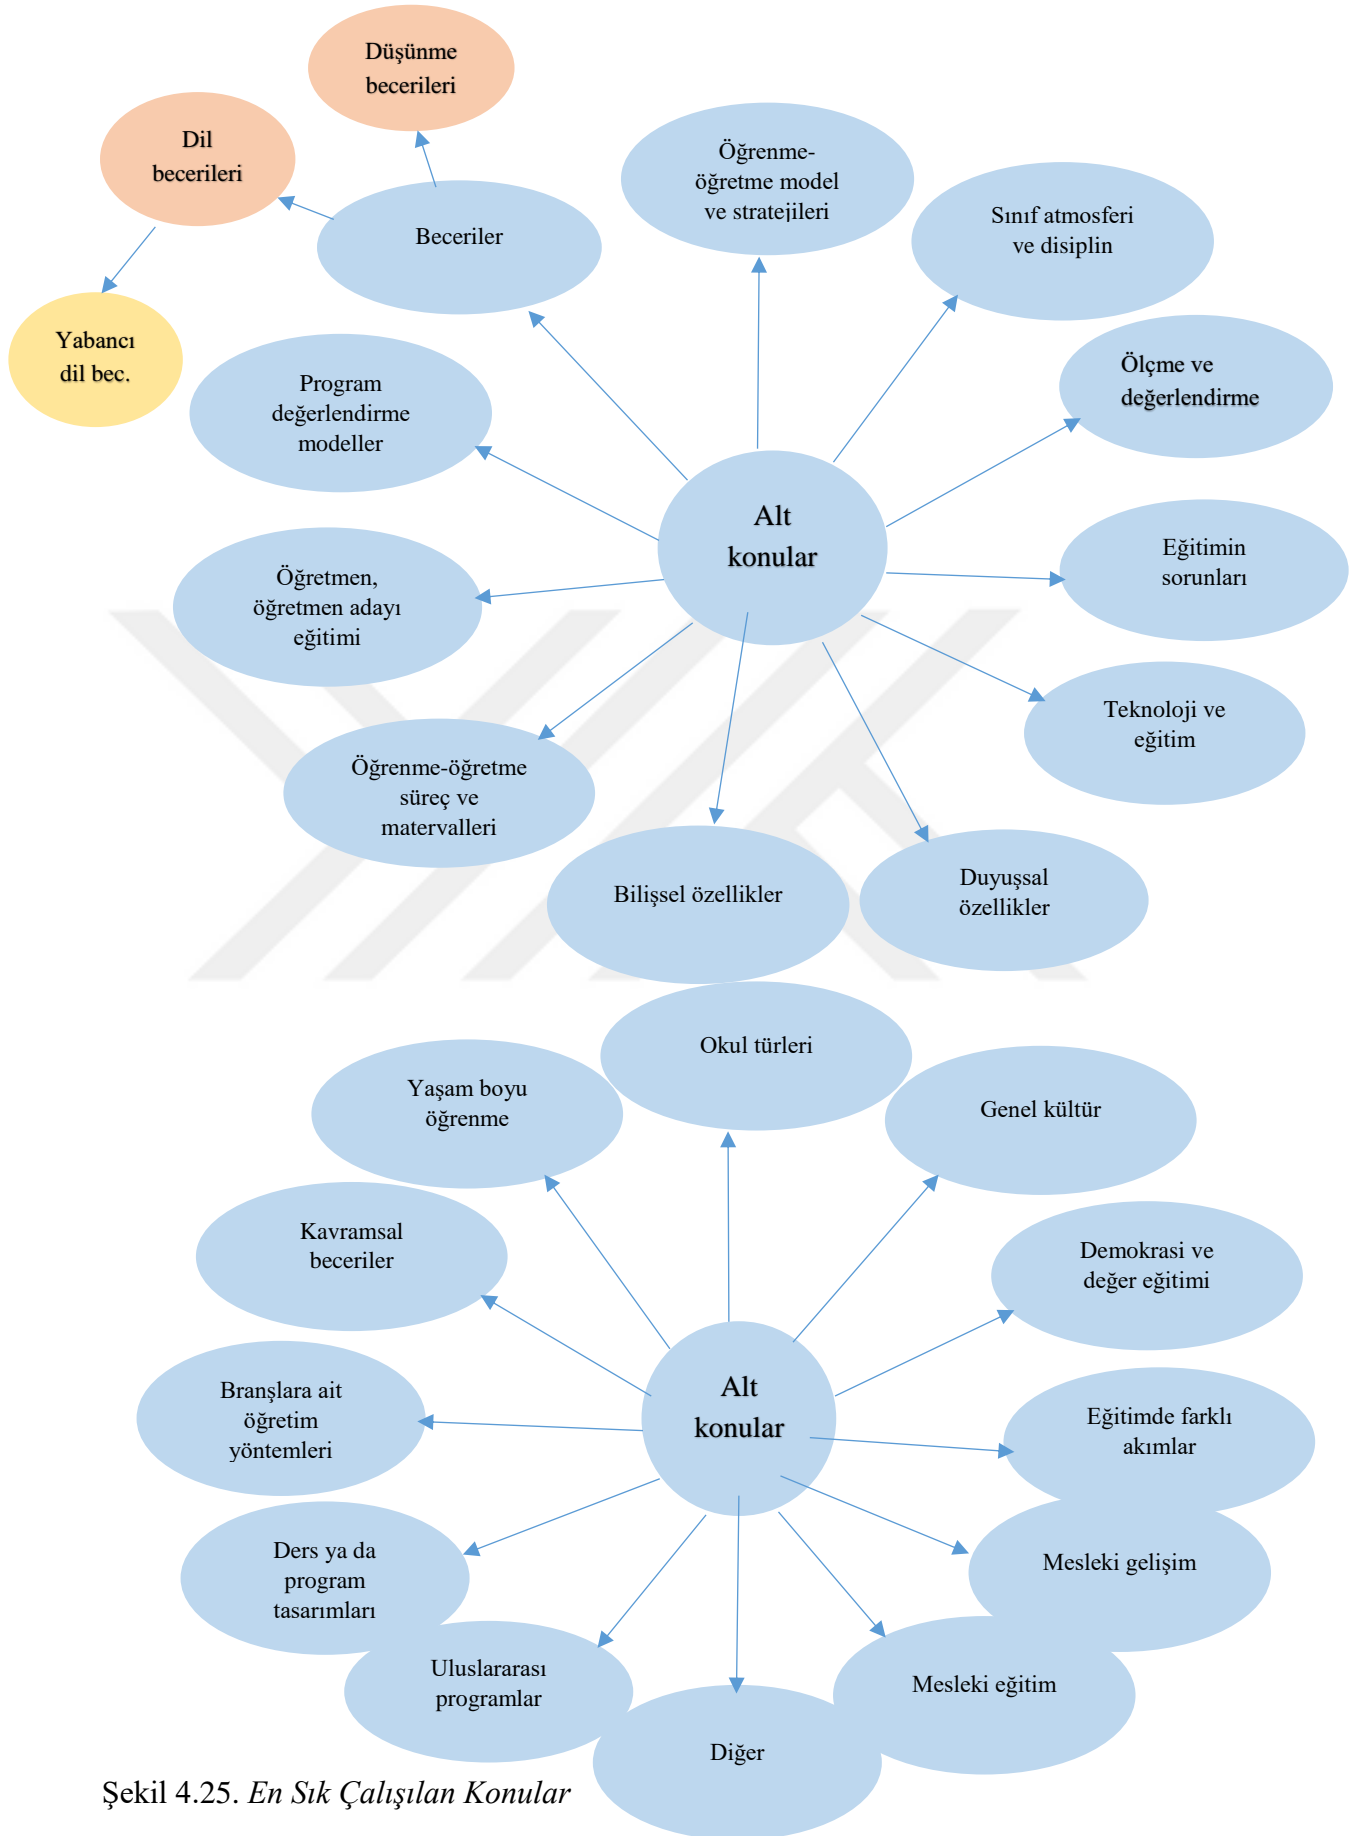 Düşünme
becerileri
Dil
becerileri
Öğrenme-
öğretme model
ve stratejileri
Sınıf atmosferi
ve disiplin
Beceriler
Yabancı
dil bec.
Ölçme ve
değerlendirme
Program
değerlendirme
modeller
Alt
konular
Eğitimin
sorunları
Öğretmen,
öğretmen adayı
eğitimi
Teknoloji ve
eğitim
Öğrenme-öğretme
süreç ve
matervalleri
Bilişsel özellikler
Duyuşsal
özellikler
Okul türleri
Yaşam boyu
öğrenme
Genel kültür
Kavramsal
beceriler
Demokrasi ve
değer eğitimi
Branşlara ait
öğretim
yöntemleri
Alt
konular
Eğitimde farklı
akımlar
Ders ya da
program
tasarımları
Mesleki gelişim
Uluslararası
programlar
Mesleki eğitim
Diğer
Şekil 4.25. En Sık Çalışılan Konular